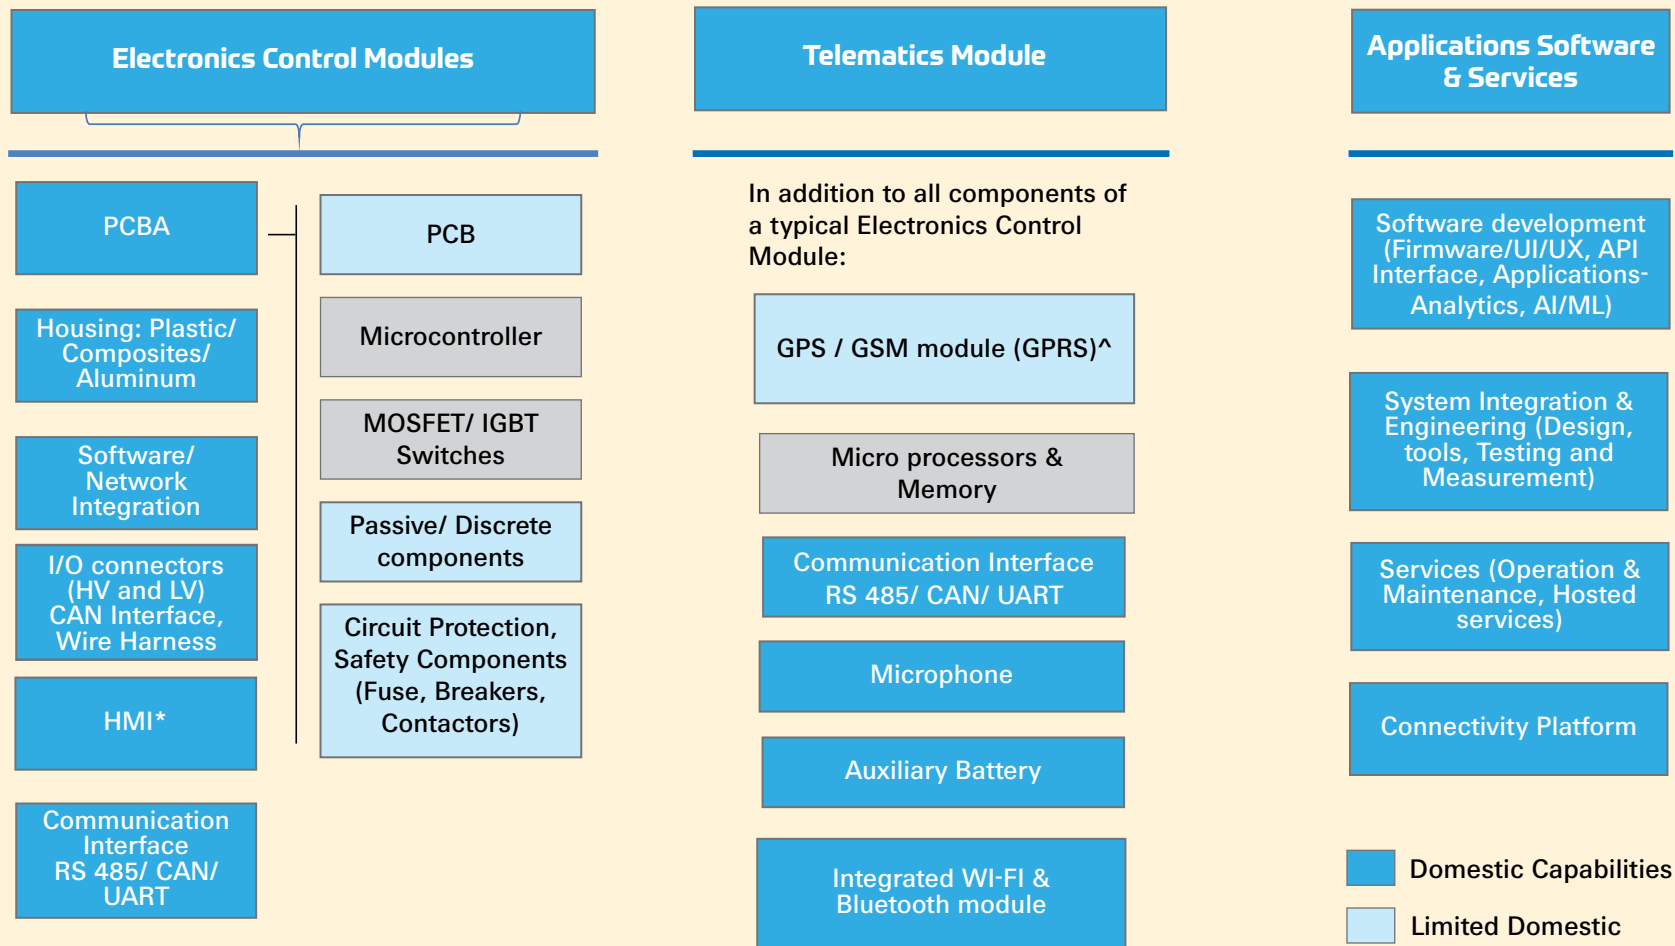 Electronics Control Modules
PCBA
Housing: Plastic/
Composites/
Aluminum
Software/
Network
Integration
I/O connectors
(HV and LV)
CAN Interface,
Wire Harness
HMI*
Communication
Interface
RS 485/ CAN/
UART
PCB
Microcontroller
MOSFET/ IGBT
Switches
Passive/ Discrete
components
Circuit Protection,
Safety Components
(Fuse, Breakers,
Contactors)
Telematics Module
In addition to all components of
a typical Electronics Control
Module:
GPS / GSM module (GPRS)^
Micro processors &
Memory
Communication Interface
RS 485/ CAN/ UART
Microphone
Auxiliary Battery
Integrated WI-FI &
Bluetooth module
Applications Software
& Services
Software development
(Firmware/UI/UX, API
Interface, Applications-
Analytics, AI/ML)
System Integration &
Engineering (Design,
tools, Testing and
Measurement)
Services (Operation &
Maintenance, Hosted
services)
Connectivity Platform
Domestic Capabilities
Limited Domestic